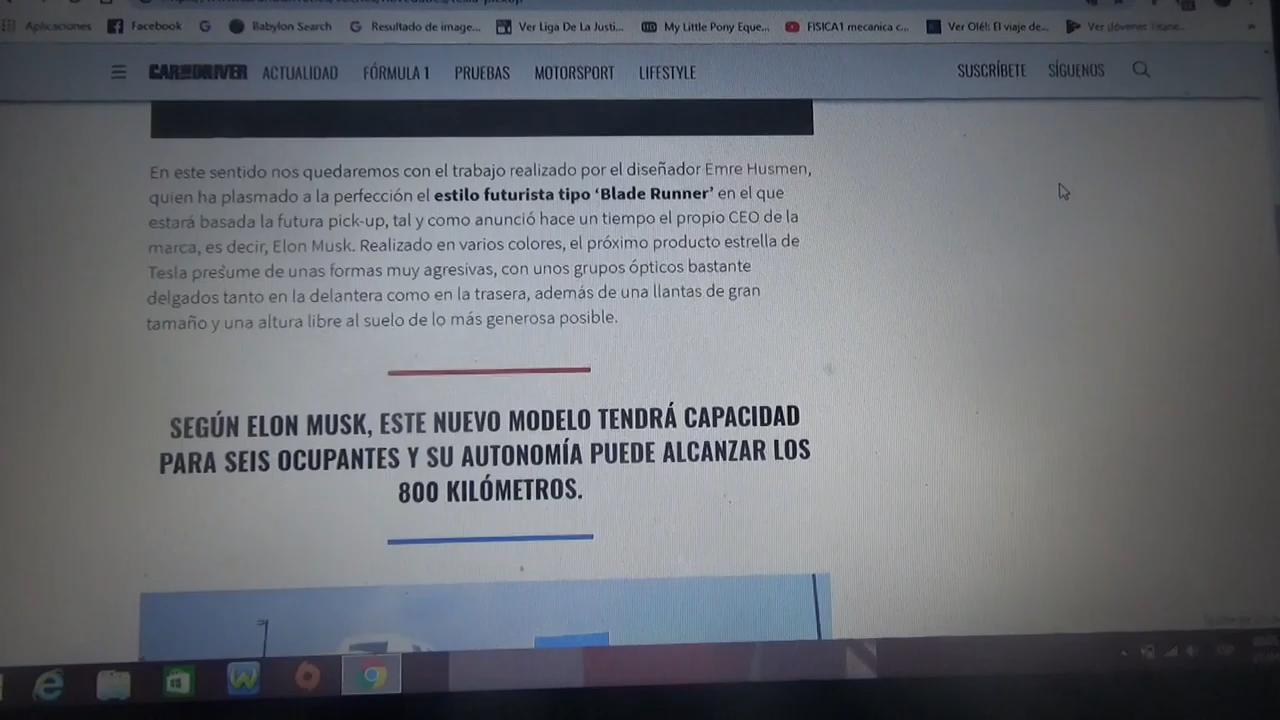 Aplicaciones Facebook Babylon Search Resultado de image... Ver Liga De La Justi... My Little Pony Eque... FISICA1 mecanica c... Ver Olé!: El viaje de... Ver Jóvenes Titane...
CAR AND DRIVER ACTUALIDAD FÓRMULA 1 PRUEBAS MOTORSPORT LIFESTYLE SUSCRÍBETE SÍGUENOS
En este sentido nos quedaremos con el trabajo realizado por el diseñador Emre Husmen,
quien ha plasmado a la perfección el estilo futurista tipo ‘Blade Runner’ en el que
estará basada la futura pick-up, tal y como anunció hace un tiempo el propio CEO de la
marca, es decir, Elon Musk. Realizado en varios colores, el próximo producto estrella de
Tesla presume de unas formas muy agresivas, con unos grupos ópticos bastante
delgados tanto en la delantera como en la trasera, además de una llantas de gran
tamaño y una altura libre al suelo de lo más generosa posible.
SEGÚN ELON MUSK, ESTE NUEVO MODELO TENDRÁ CAPACIDAD
PARA SEIS OCUPANTES Y SU AUTONOMÍA PUEDE ALCANZAR LOS
800 KILÓMETROS.